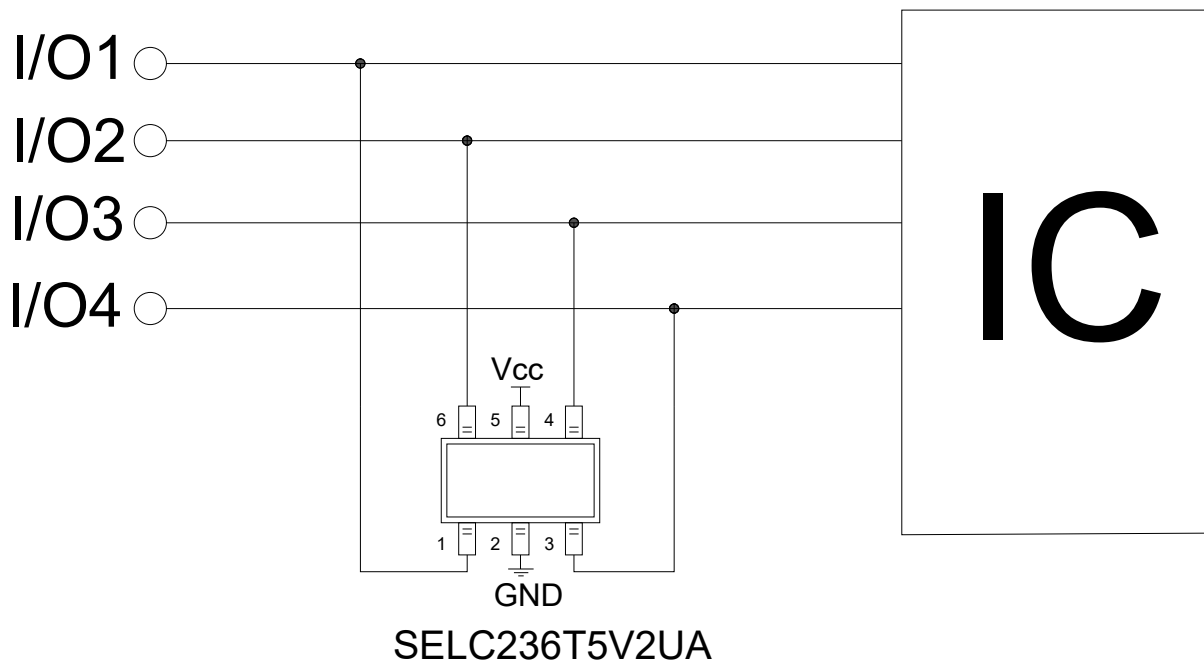 I/O1
I/O2
I/O3
I/O4
IC
Vcc
6 5 4
1 2 3
GND
SELC236T5V2UA